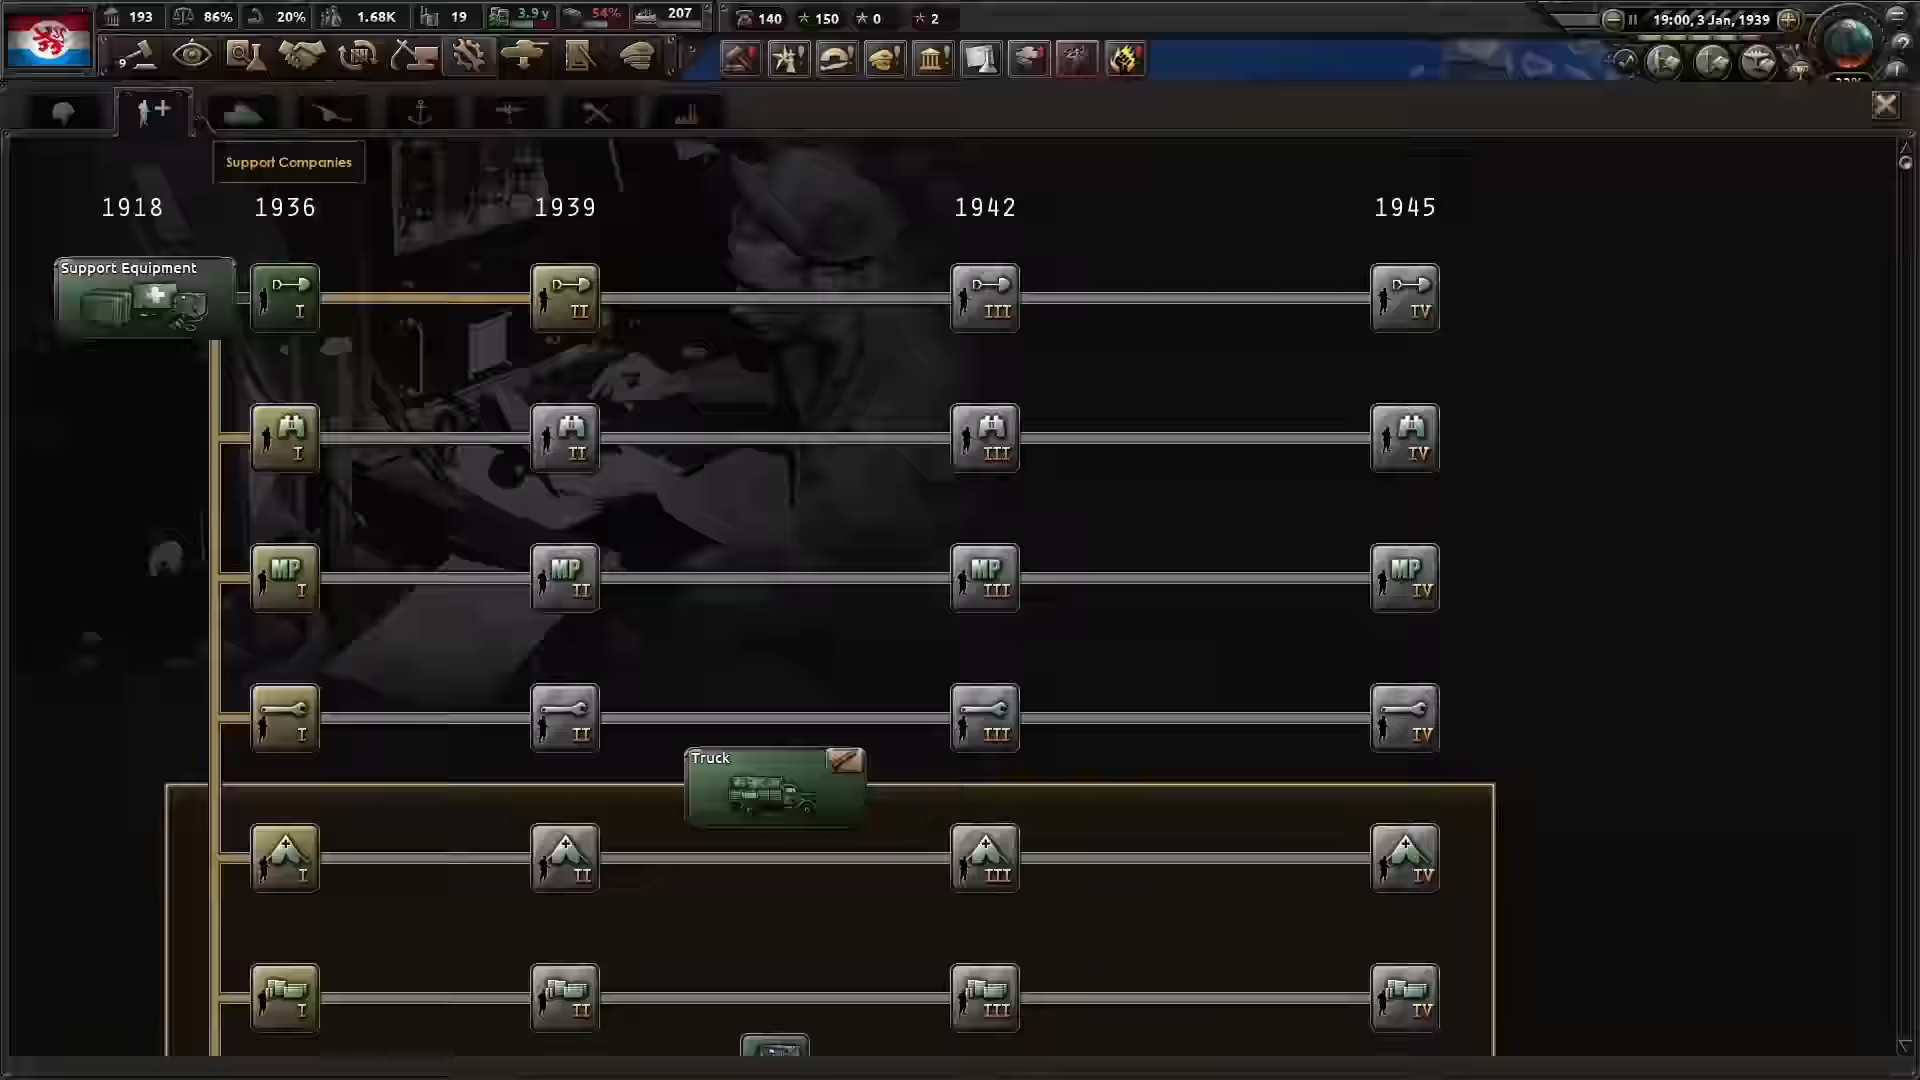 193 86% 20% 1.68K 19 3.9 y 54% 207 140 150 0 2 19:00, 3 Jan, 1939
9
Support Companies
1918 1936 1939 1942 1945
Support Equipment
I II III IV
I II III IV
MP I MP II MP III MP IV
I II III IV
Truck
I II III IV
I II III IV